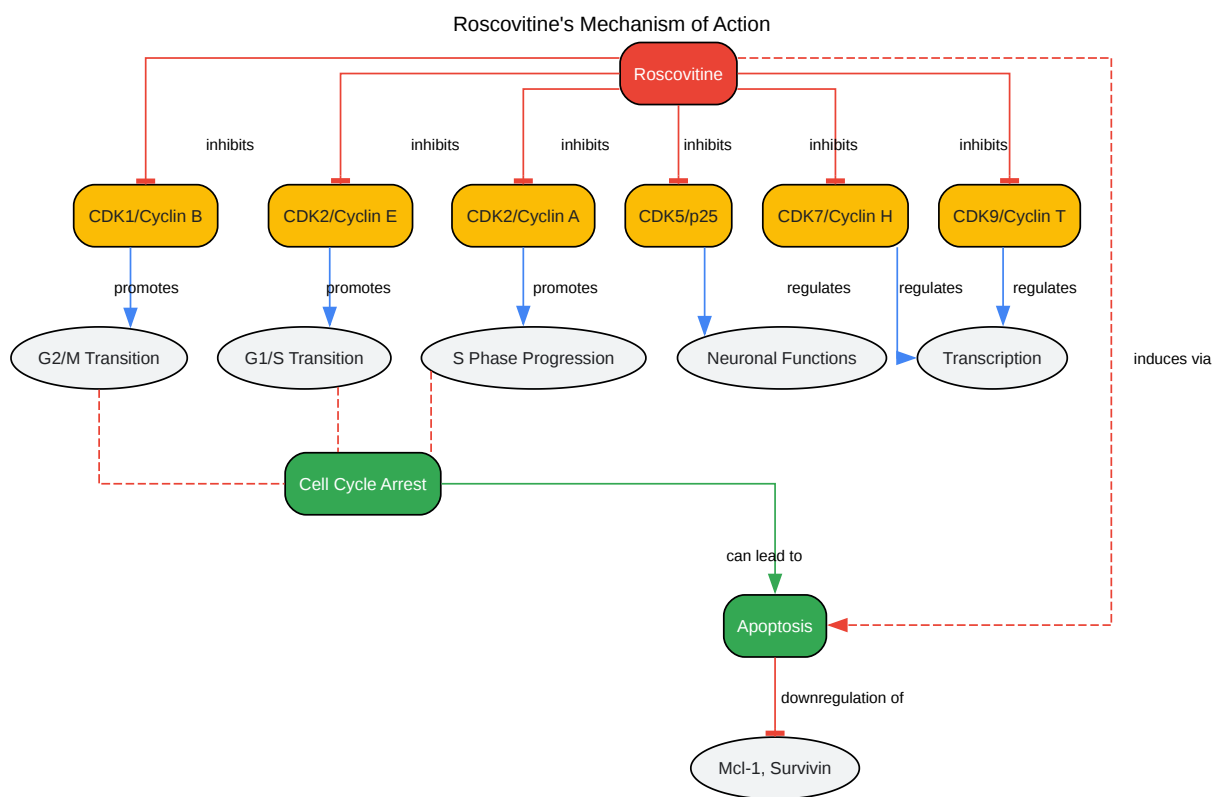 Roscovitine's Mechanism of Action
Roscovitine
inhibits
inhibits
inhibits
inhibits
inhibits
inhibits
CDK1/Cyclin B
CDK2/Cyclin E
CDK2/Cyclin A
CDK5/p25
CDK7/Cyclin H
CDK9/Cyclin T
promotes
promotes
promotes
regulates
regulates
regulates
G2/M Transition
G1/S Transition
S Phase Progression
Neuronal Functions
Transcription
induces via
Cell Cycle Arrest
can lead to
Apoptosis
downregulation of
Mcl-1, Survivin